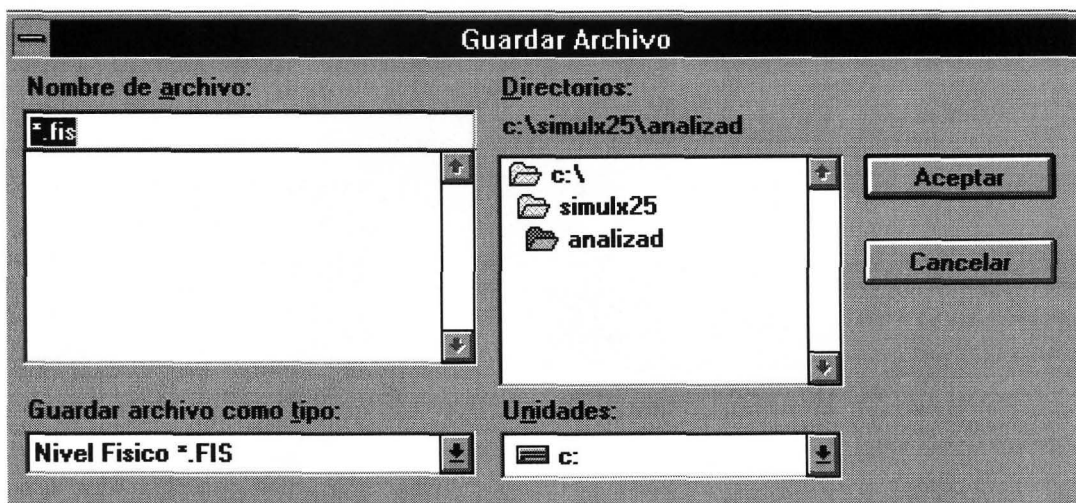 Guardar Archivo
Nombre de archivo:
*.fis
Directorios:
c:\simulx25\analizad
c:\
simulx25
analizad
Aceptar
Cancelar
Guardar archivo como tipo:
Nivel Fisico *.FIS
Unidades:
c: